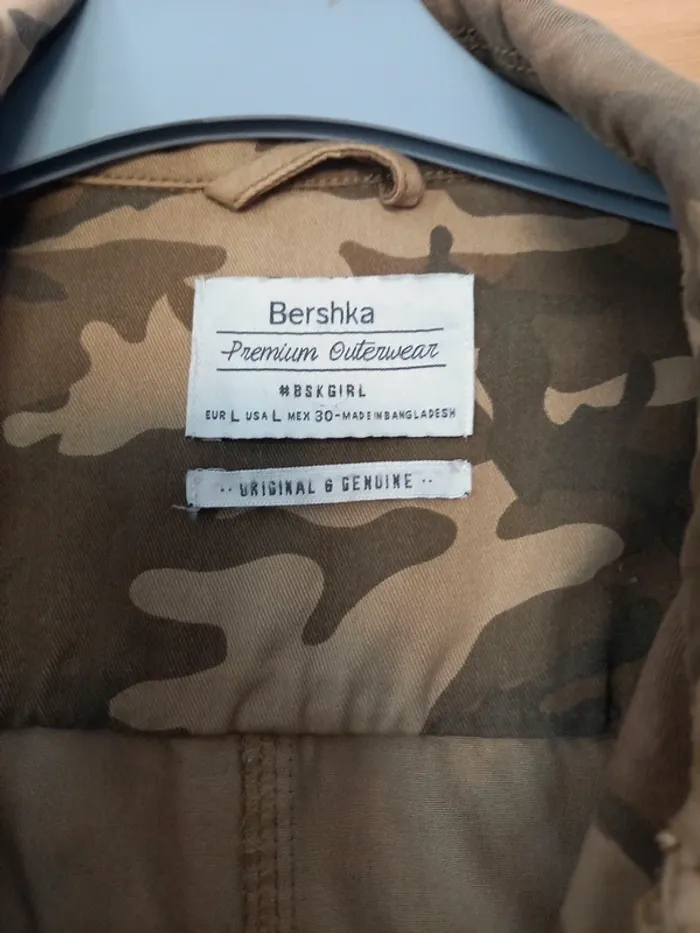 Bershka
Premium Outerwear
#BSKGIRL
EUR L USA L MEX 30-MADE IN BANGLADESH
·· ORIGINAL & GENUINE ··